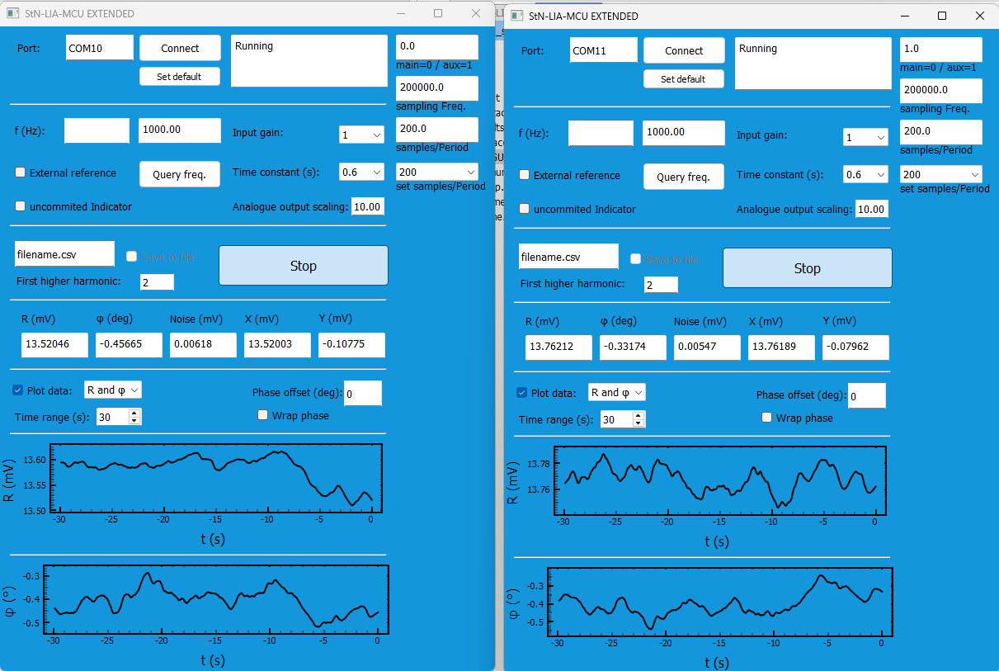 StN-LIA-MCU EXTENDED
Port:
COM10
Connect
Running
0.0
main=0 / aux=1
Set default
200000.0
sampling Freq.
f (Hz):
1000.00
Input gain:
1
200.0
samples/Period
External reference
Query freq.
Time constant (s):
0.6
200
set samples/Period
uncommited Indicator
Analogue output scaling:
10.00
filename.csv
Save to file
Stop
First higher harmonic:
2
R (mV) φ (deg) Noise (mV) X (mV) Y (mV)
13.52046 -0.45665 0.00618 13.52003 -0.10775
Plot data:
R and φ
Phase offset (deg):
0
Time range (s):
30
Wrap phase
R (mV)
13.60
13.55
13.50
-30 -25 -20 -15 -10 -5 0
t (s)
φ (°)
-0.3
-0.4
-0.5
-30 -25 -20 -15 -10 -5 0
t (s)
StN-LIA-MCU EXTENDED
Port:
COM11
Connect
Running
1.0
main=0 / aux=1
Set default
200000.0
sampling Freq.
f (Hz):
1000.00
Input gain:
1
200.0
samples/Period
External reference
Query freq.
Time constant (s):
0.6
200
set samples/Period
uncommited Indicator
Analogue output scaling:
10.00
filename.csv
Save to file
Stop
First higher harmonic:
2
R (mV) φ (deg) Noise (mV) X (mV) Y (mV)
13.76212 -0.33174 0.00547 13.76189 -0.07962
Plot data:
R and φ
Phase offset (deg):
0
Time range (s):
30
Wrap phase
R (mV)
13.78
13.76
-30 -25 -20 -15 -10 -5 0
t (s)
φ (°)
-0.3
-0.4
-0.5
-30 -25 -20 -15 -10 -5 0
t (s)